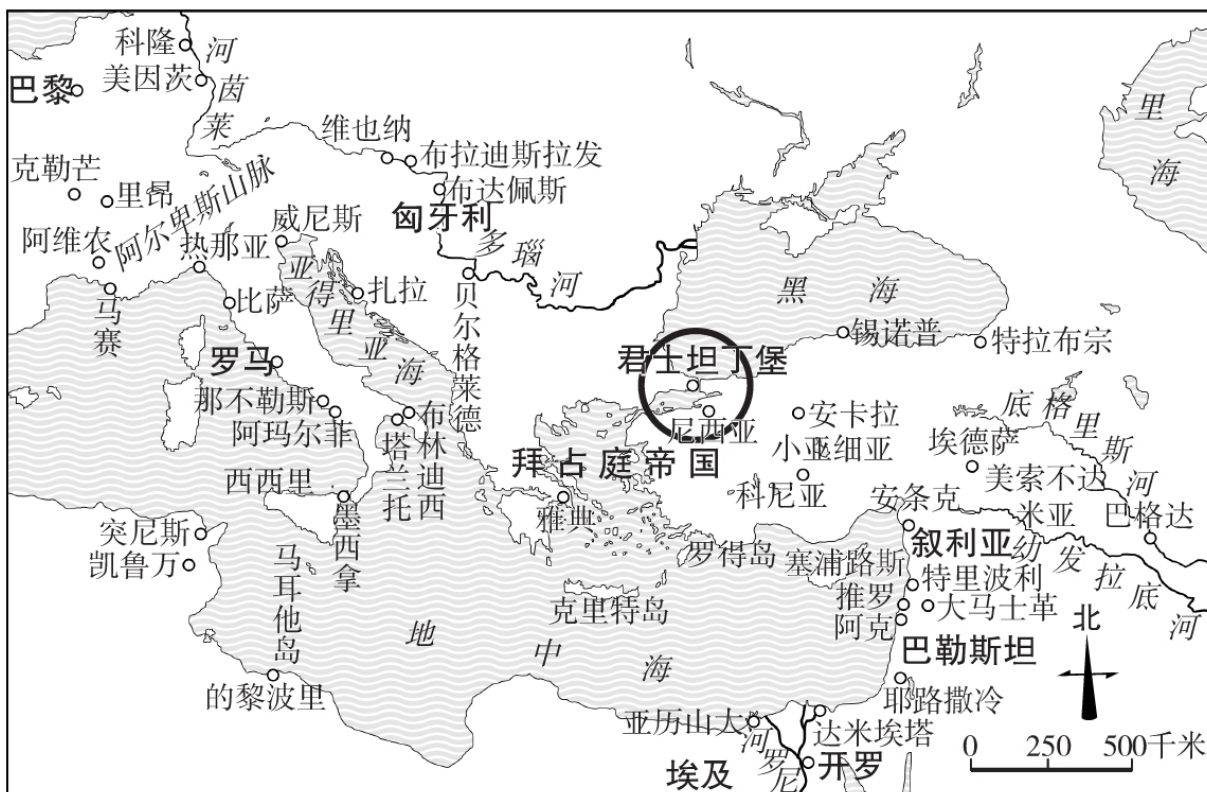 科隆
美因茨
巴黎
莱茵河
维也纳
布拉迪斯拉发
布达佩斯
匈牙利
克勒芒
里昂
阿尔卑斯山脉
威尼斯
阿维农
热那亚
多瑙河
里海
马赛
比萨
亚得里亚海
扎拉
贝尔格莱德
黑海
锡诺普
特拉布宗
罗马
君士坦丁堡
那不勒斯
阿玛尔菲
塔兰托
布林迪西
尼西亚
安卡拉
小亚细亚
底格里斯河
埃德萨
拜占庭帝国
美索不达
米亚
西西里
墨西拿
雅典
科尼亚
安条克
巴格达
突尼斯
凯鲁万
马耳他岛
罗得岛
塞浦路斯
叙利亚
幼发拉底河
特里波利
克里特岛
推罗
大马士革
阿克
北
地中海
巴勒斯坦
的黎波里
耶路撒冷
亚历山大
达米埃塔
尼罗河
埃及
开罗
0 250 500千米